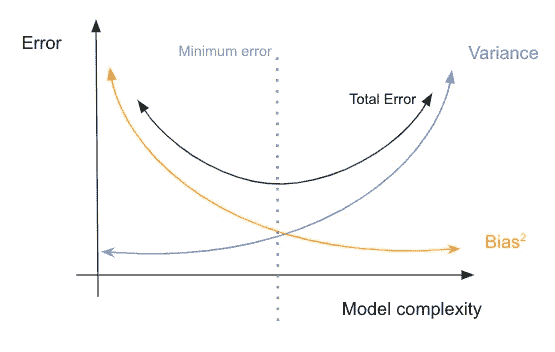 Error
Minimum error
Variance
Total Error
Bias²
Model complexity